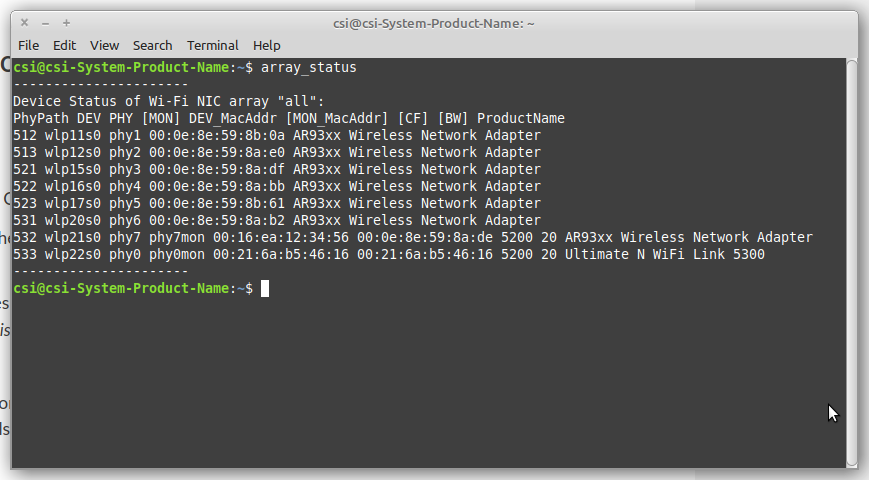 csi@csi-System-Product-Name: ~
File Edit View Search Terminal Help
csi@csi-System-Product-Name:~$ array_status
----------------------
Device Status of Wi-Fi NIC array "all":
PhyPath DEV PHY [MON] DEV_MacAddr [MON_MacAddr] [CF] [BW] ProductName
512 wlp11s0 phy1 00:0e:8e:59:8b:0a AR93xx Wireless Network Adapter
513 wlp12s0 phy2 00:0e:8e:59:8a:e0 AR93xx Wireless Network Adapter
521 wlp15s0 phy3 00:0e:8e:59:8a:df AR93xx Wireless Network Adapter
522 wlp16s0 phy4 00:0e:8e:59:8a:bb AR93xx Wireless Network Adapter
523 wlp17s0 phy5 00:0e:8e:59:8b:61 AR93xx Wireless Network Adapter
531 wlp20s0 phy6 00:0e:8e:59:8a:b2 AR93xx Wireless Network Adapter
532 wlp21s0 phy7 phy7mon 00:16:ea:12:34:56 00:0e:8e:59:8a:de 5200 20 AR93xx Wireless Network Adapter
533 wlp22s0 phy0 phy0mon 00:21:6a:b5:46:16 00:21:6a:b5:46:16 5200 20 Ultimate N WiFi Link 5300
----------------------
csi@csi-System-Product-Name:~$